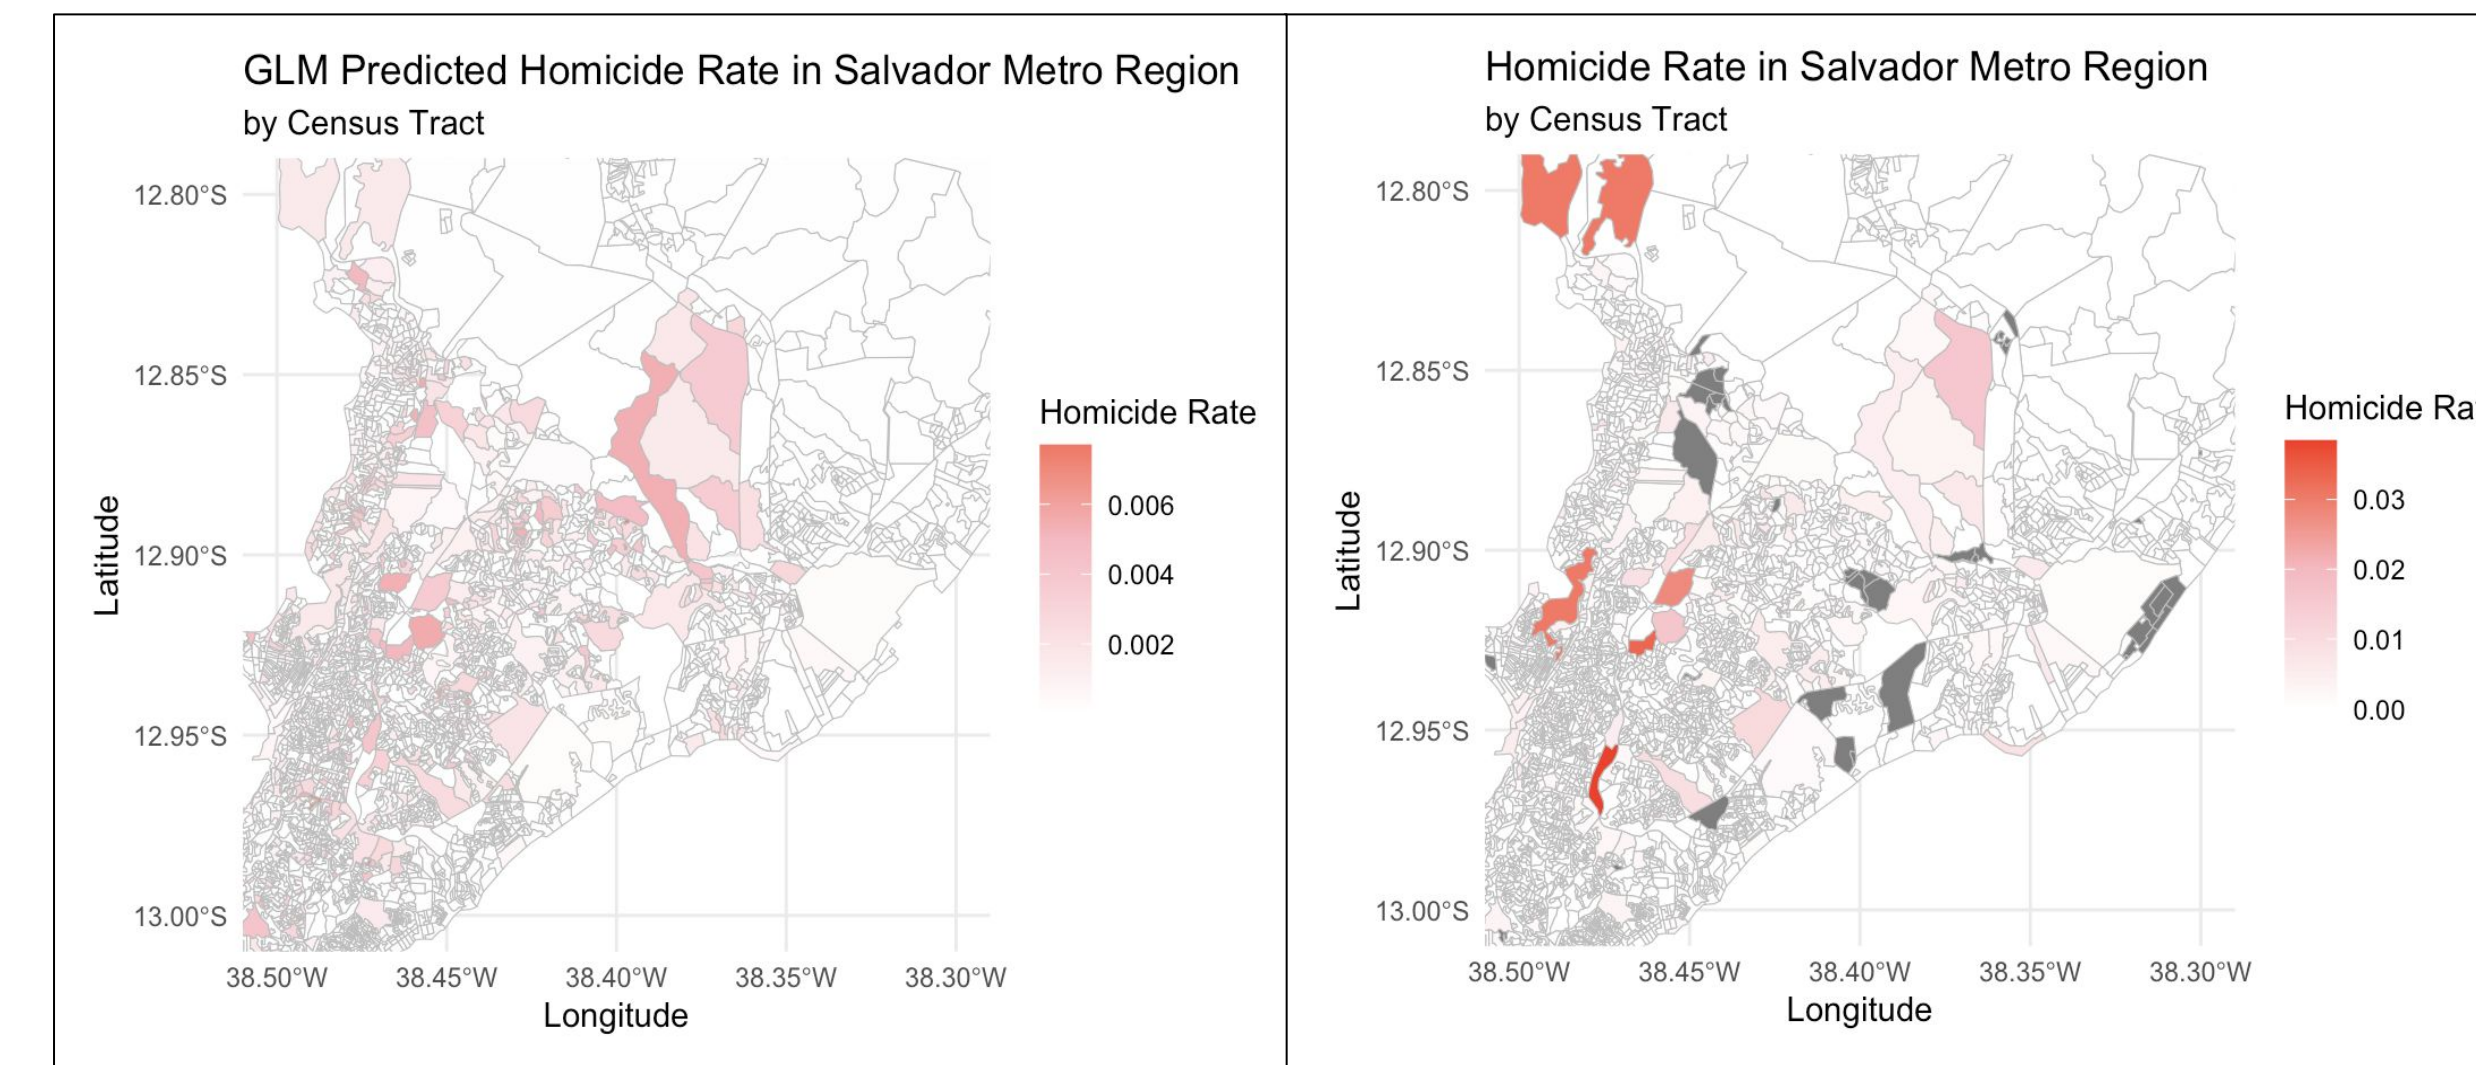 GLM Predicted Homicide Rate in Salvador Metro Region
by Census Tract
12.80°S
12.85°S
12.90°S
12.95°S
13.00°S
Latitude
38.50°W 38.45°W 38.40°W 38.35°W 38.30°W
Longitude
Homicide Rate
0.006
0.004
0.002
Homicide Rate in Salvador Metro Region
by Census Tract
12.80°S
12.85°S
12.90°S
12.95°S
13.00°S
Latitude
38.50°W 38.45°W 38.40°W 38.35°W 38.30°W
Longitude
Homicide Ra
0.03
0.02
0.01
0.00